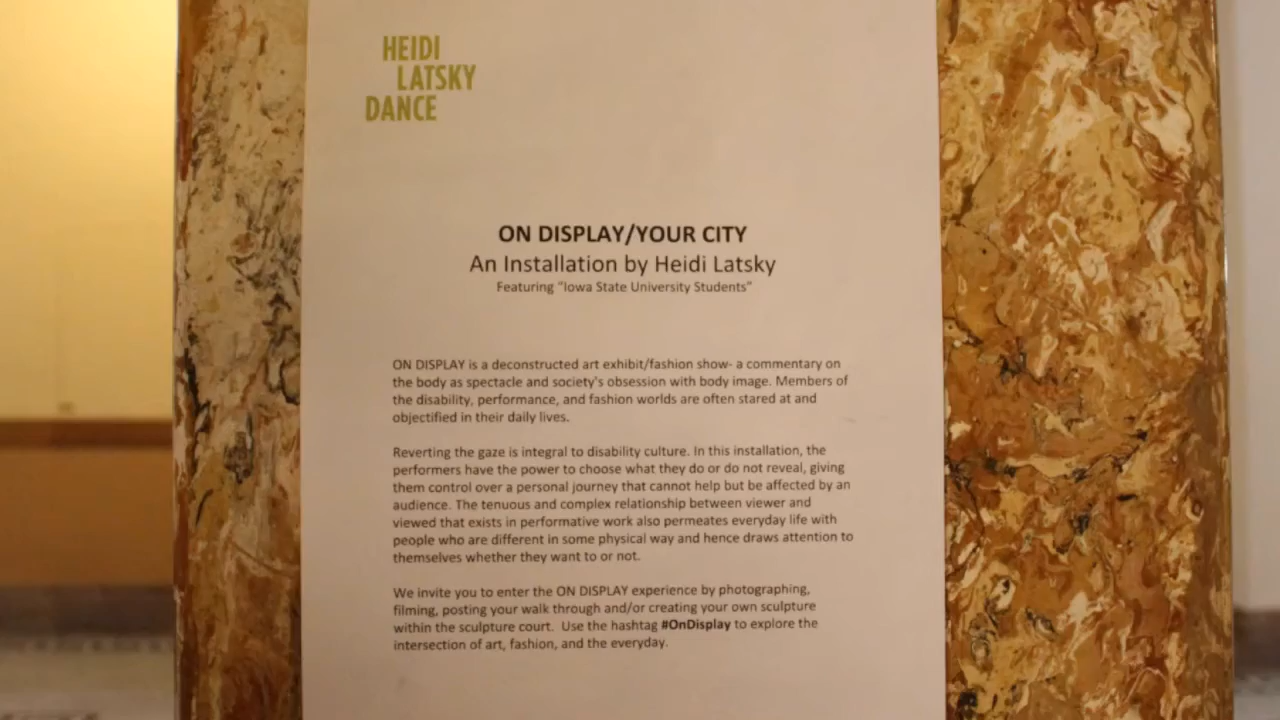 HEIDI
LATSKY
DANCE
ON DISPLAY/YOUR CITY
An Installation by Heidi Latsky
Featuring "Iowa State University Students"
ON DISPLAY is a deconstructed art exhibit/fashion show- a commentary on
the body as spectacle and society's obsession with body image. Members of
the disability, performance, and fashion worlds are often stared at and
objectified in their daily lives.
Reverting the gaze is integral to disability culture. In this installation, the
performers have the power to choose what they do or do not reveal, giving
them control over a personal journey that cannot help but be affected by an
audience. The tenuous and complex relationship between viewer and
viewed that exists in performative work also permeates everyday life with
people who are different in some physical way and hence draws attention to
themselves whether they want to or not.
We invite you to enter the ON DISPLAY experience by photographing,
filming, posting your walk through and/or creating your own sculpture
within the sculpture court. Use the hashtag #OnDisplay to explore the
intersection of art, fashion, and the everyday.